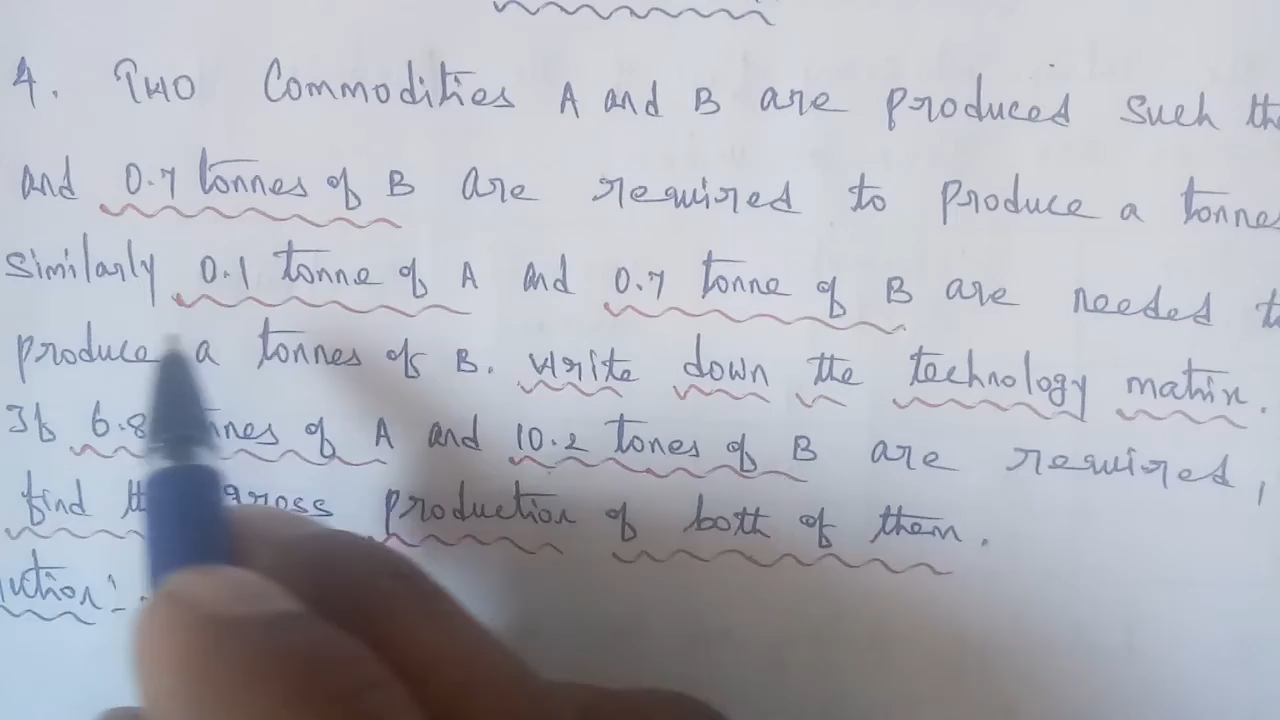 4. Two Commodities A and B are produced such
and 0.7 tonnes of B are required to produce a tonnes
Similarly 0.1 tonne of A and 0.7 tonne of B are needed
produce a tonnes of B. Write down the technology matrix.
If 6.8 of A and 10.2 tones of B are required,
find gross production of both of them.